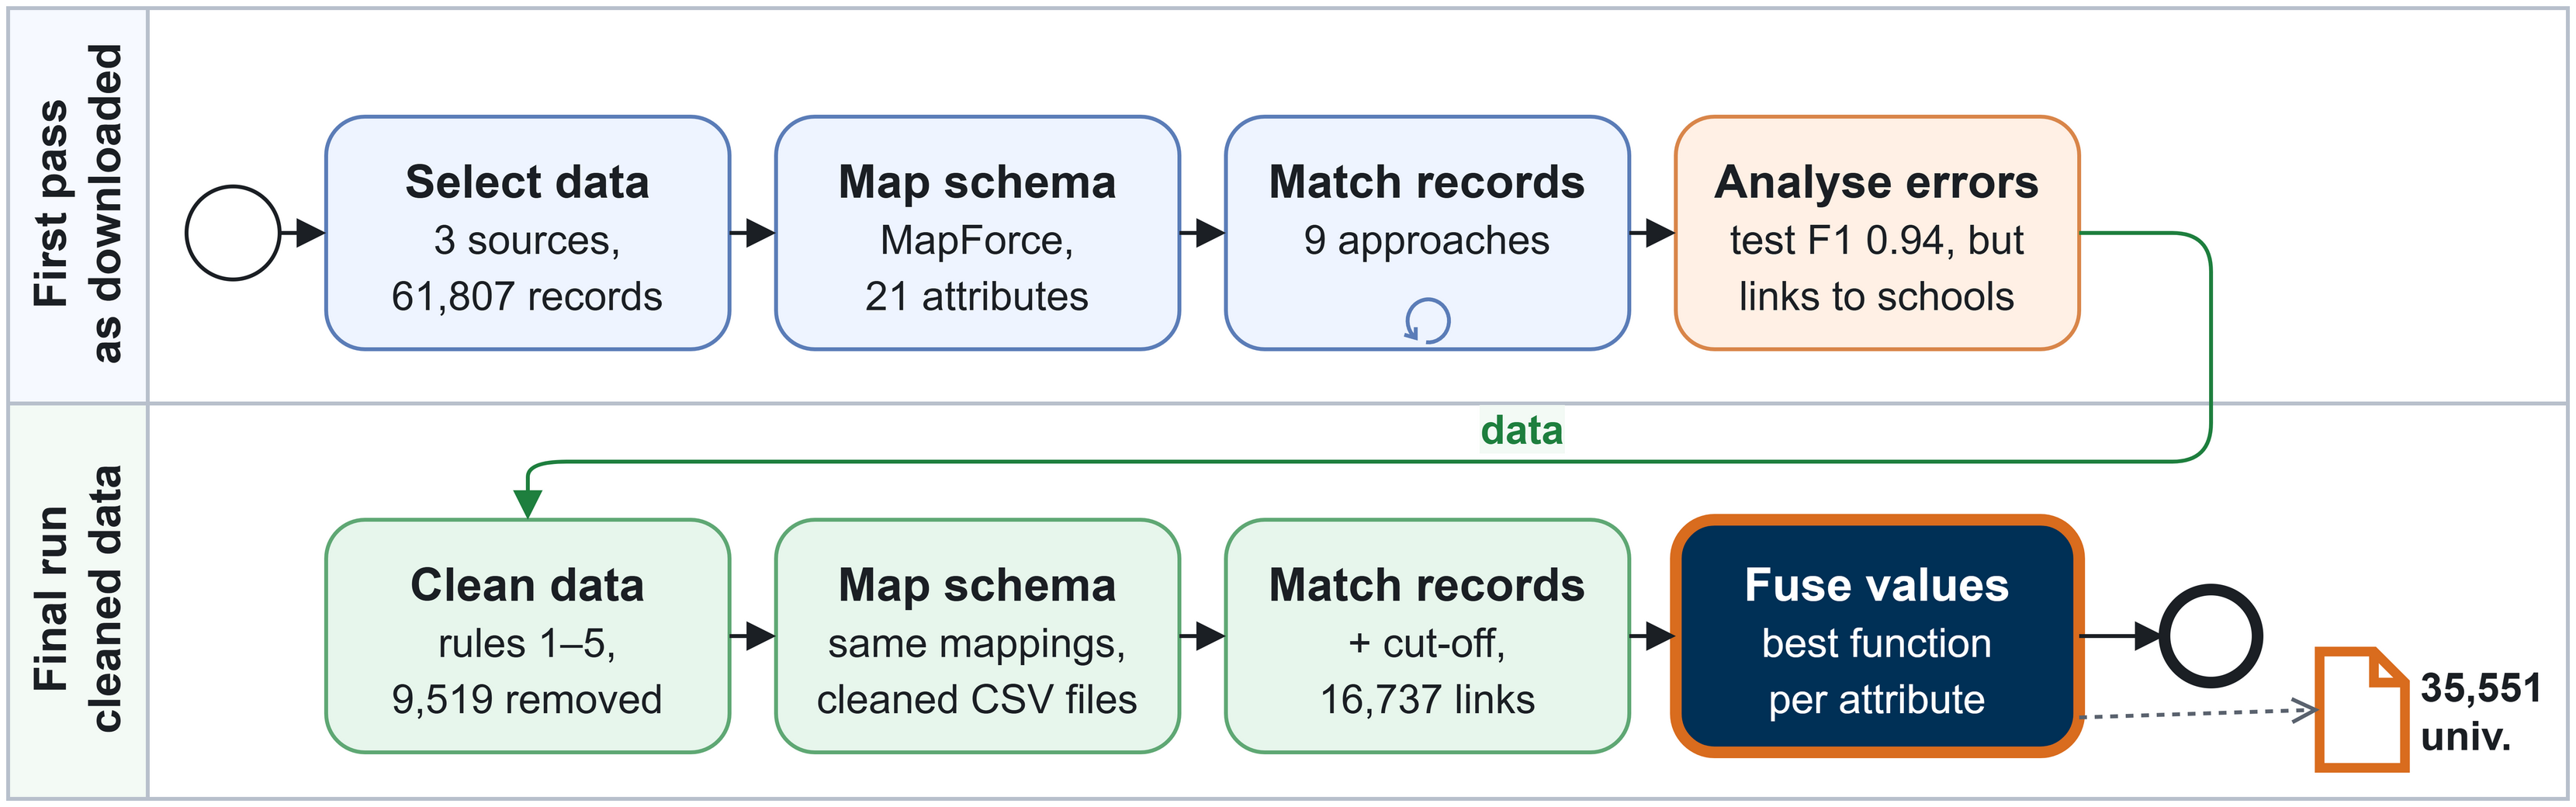 First pass
as downloaded
Select data
3 sources,
61,807 records
Map schema
MapForce,
21 attributes
Match records
9 approaches
Analyse errors
test F1 0.94, but
links to schools
data
Final run
cleaned data
Clean data
rules 1–5,
9,519 removed
Map schema
same mappings,
cleaned CSV files
Match records
+ cut-off,
16,737 links
Fuse values
best function
per attribute
35,551
univ.